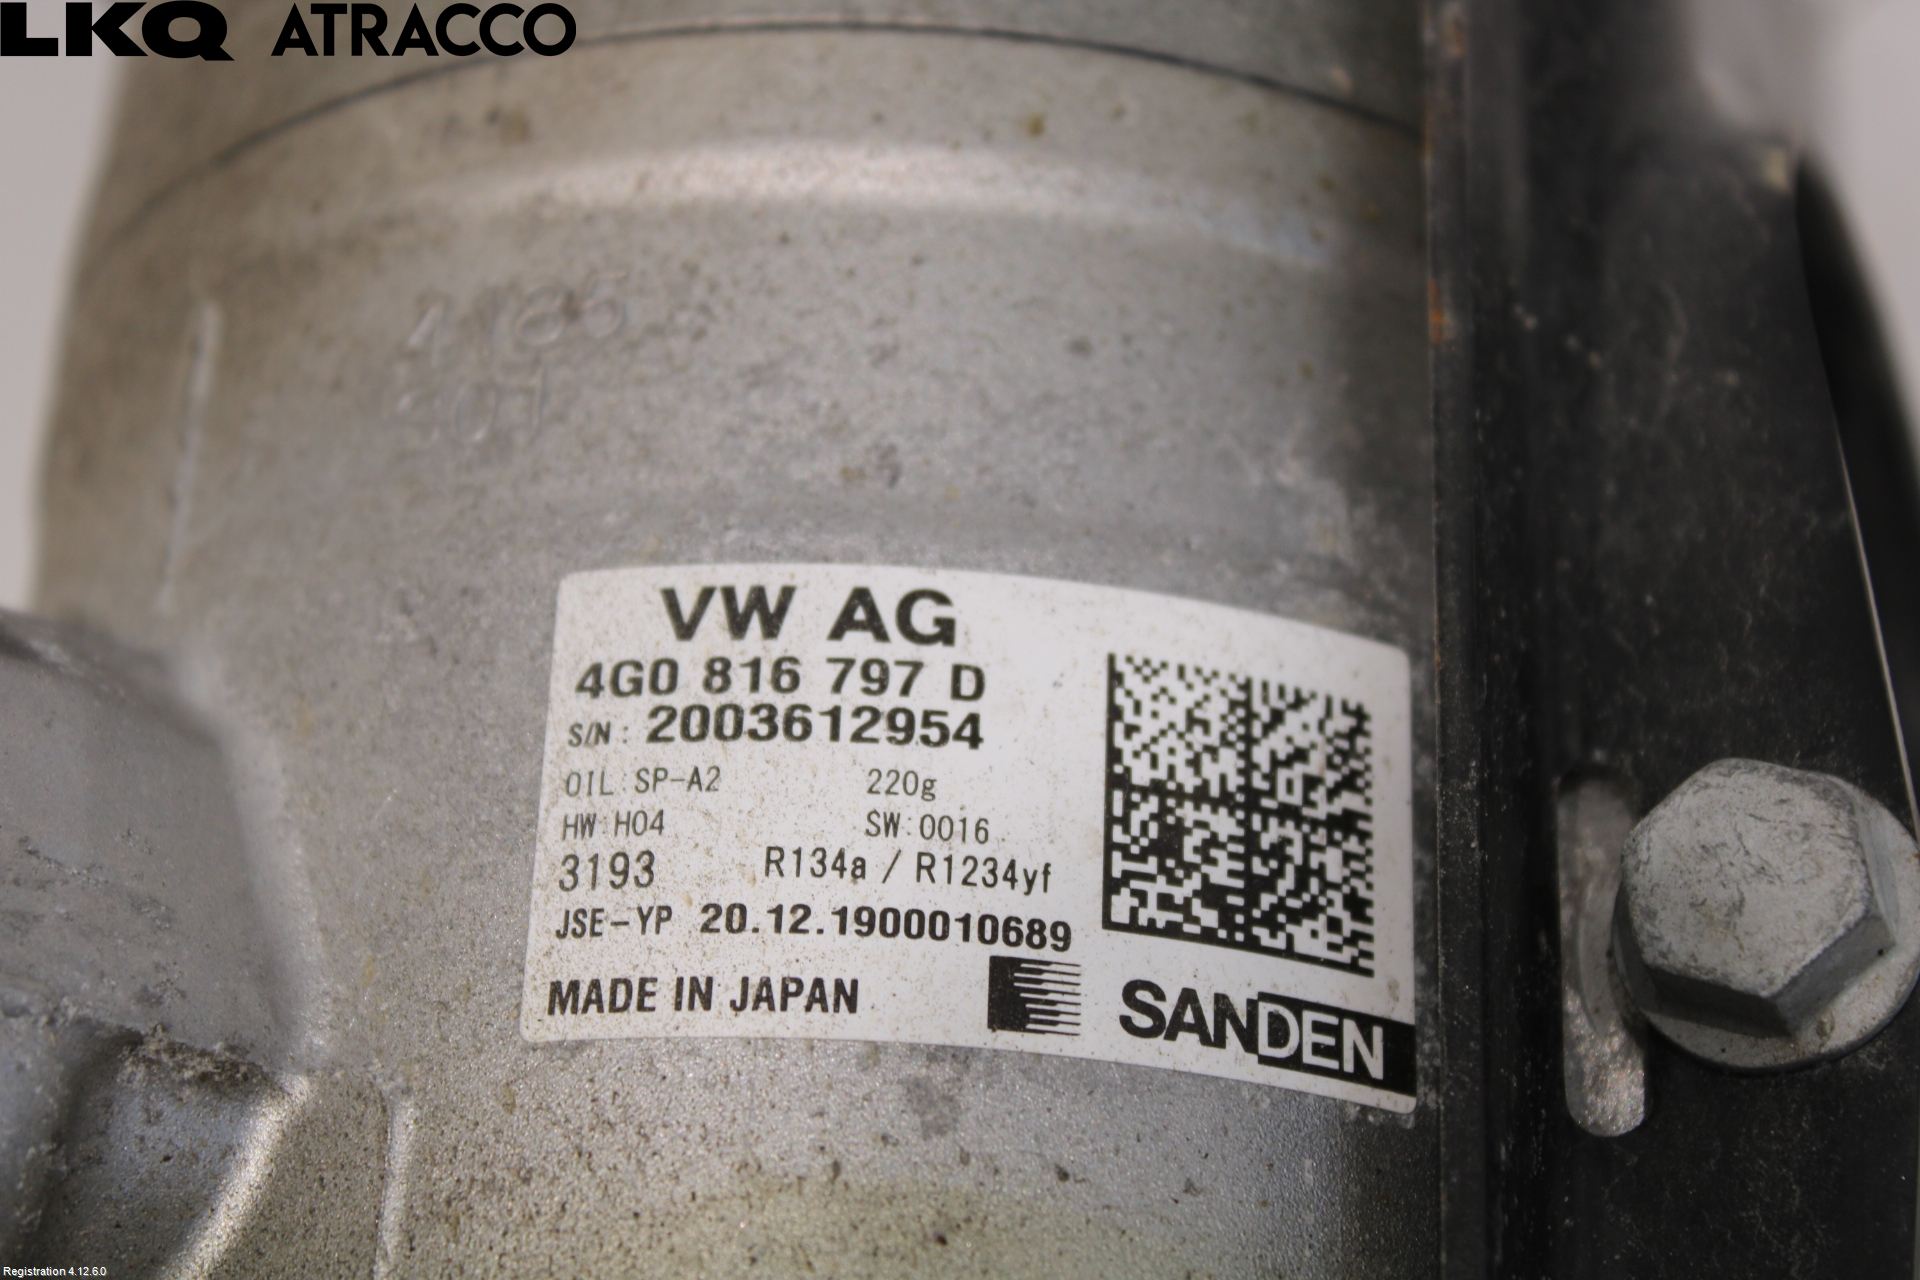 LKQ ATRACCO
VW AG
4G0 816 797 D
S/N: 2003612954
OIL:SP-A2 220g
HW:H04 SW:0016
3193 R134a / R1234yf
JSE-YP 20.12.1900010689
MADE IN JAPAN SANDEN
Registration 4.12.6.0